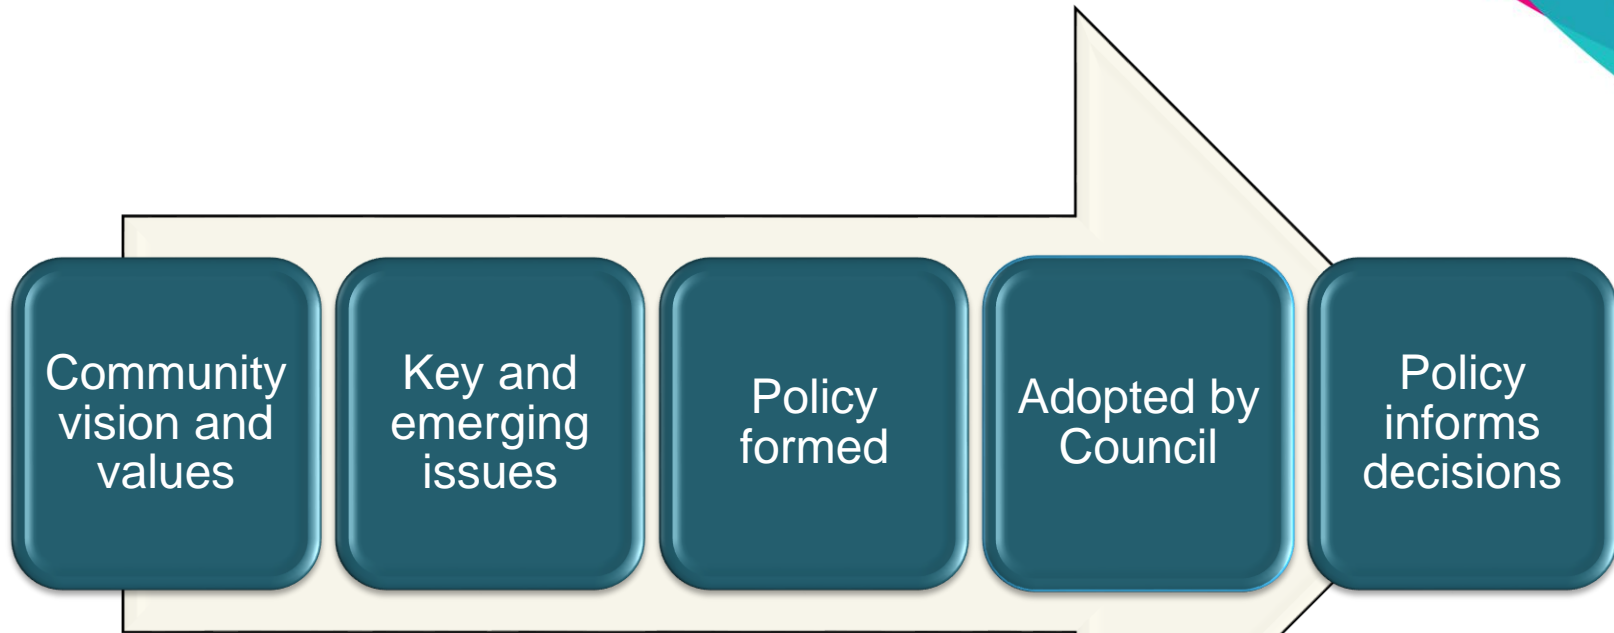 Community
vision and
values
Key and
emerging
issues
Policy
formed
Adopted by
Council
Policy
informs
decisions